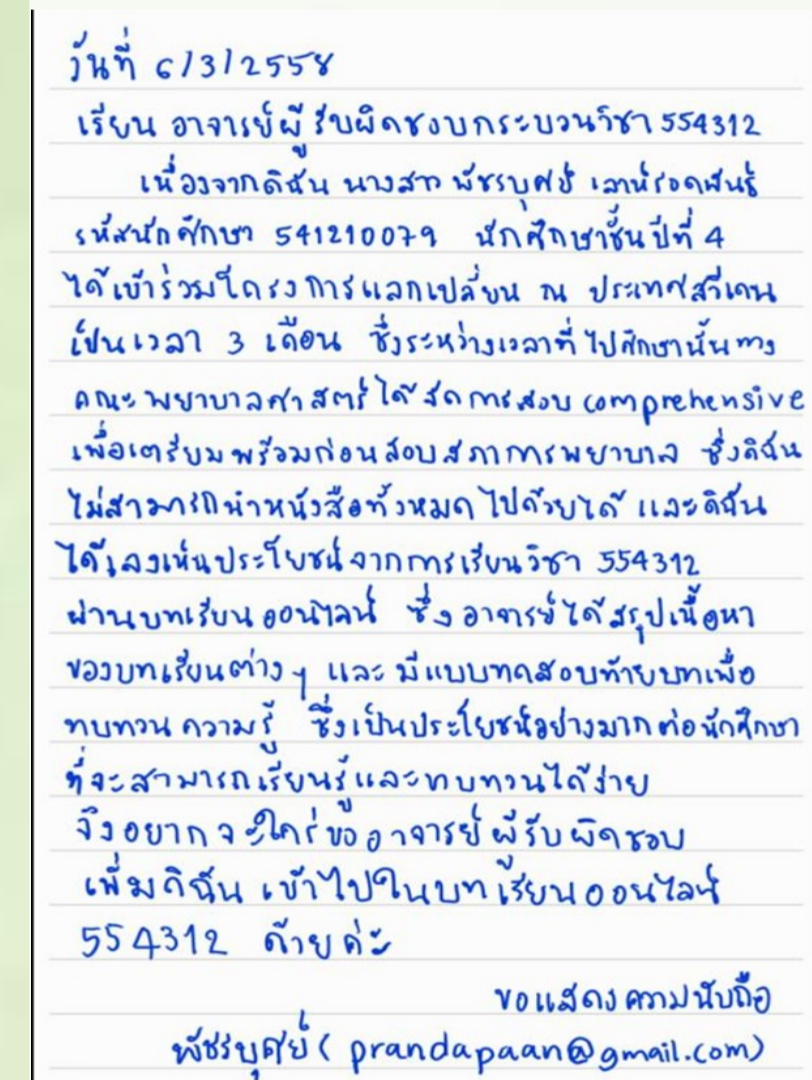 วันที่ 6/3/2558
เรียน อาจารย์ผู้รับผิดชอบกระบวนวิชา 554312
เนื่องจากดิฉัน นางสาว พัชรบุศย์ เลาห์รอดพันธุ์
รหัสนักศึกษา 541210079 นักศึกษาชั้นปีที่ 4
ได้เข้าร่วมโครงการแลกเปลี่ยน ณ ประเทศสวีเดน
เป็นเวลา 3 เดือน ซึ่งระหว่างเวลาที่ไปศึกษานั้นทาง
คณะพยาบาลศาสตร์ได้จัดการสอบ comprehensive
เพื่อเตรียมพร้อมก่อนสอบสภาการพยาบาล ซึ่งดิฉัน
ไม่สามารถนำหนังสือทั้งหมดไปด้วยได้ และดิฉัน
ได้เลงเห็นประโยชน์จากการเรียนวิชา 554312
ผ่านบทเรียนออนไลน์ ซึ่งอาจารย์ได้สรุปเนื้อหา
ของบทเรียนต่างๆ และมีแบบทดสอบท้ายบทเพื่อ
ทบทวนความรู้ ซึ่งเป็นประโยชน์อย่างมากต่อนักศึกษา
ที่จะสามารถเรียนรู้และทบทวนได้ง่าย
จึงอยากจะใคร่ขออาจารย์ผู้รับผิดชอบ
เพิ่มดิฉันเข้าไปในบทเรียนออนไลน์
554312 ด้วยค่ะ
ขอแสดงความนับถือ
พัชรบุศย์ ( prandapaan@gmail.com)